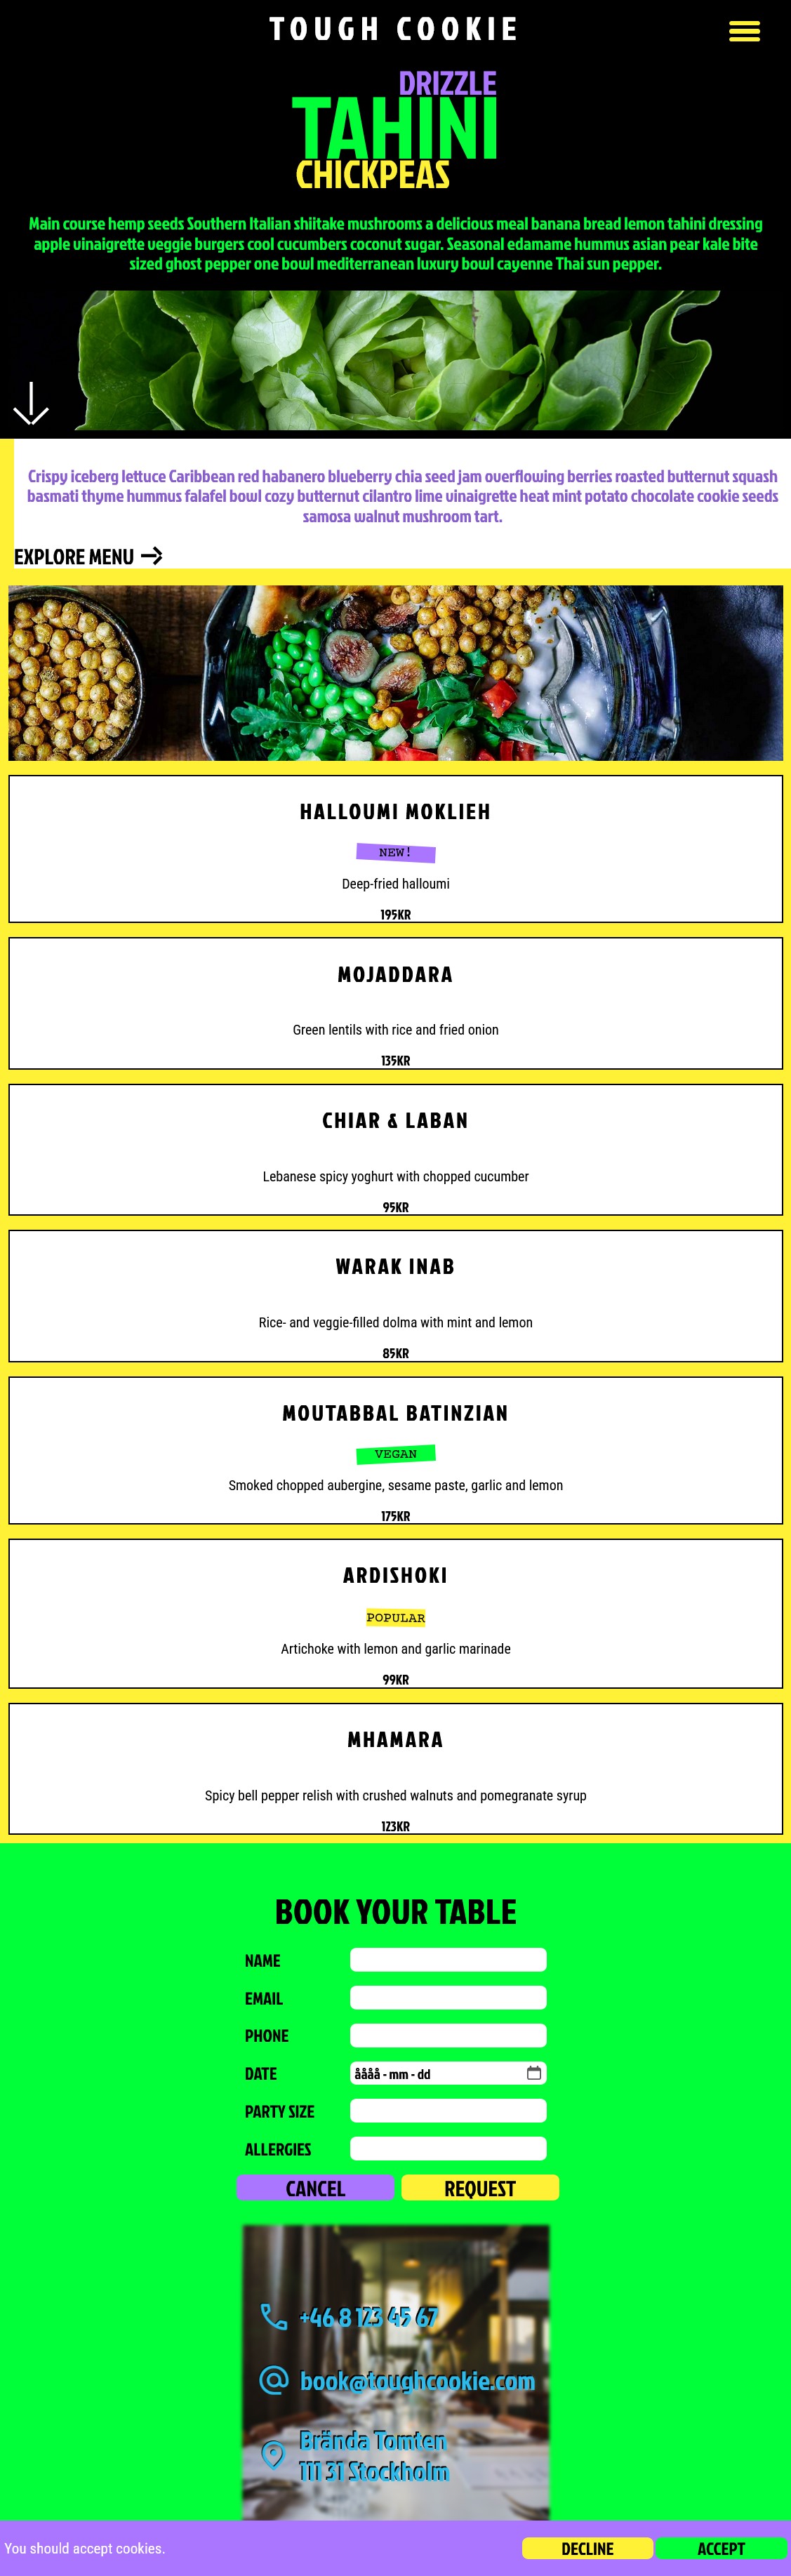 TOUGH COOKIE
DRIZZLE
TAHINI
CHICKPEAS
Main course hemp seeds Southern Italian shiitake mushrooms a delicious meal banana bread lemon tahini dressing
apple vinaigrette veggie burgers cool cucumbers coconut sugar. Seasonal edamame hummus asian pear kale bite
sized ghost pepper one bowl mediterranean luxury bowl cayenne Thai sun pepper.
Crispy iceberg lettuce Caribbean red habanero blueberry chia seed jam overflowing berries roasted butternut squash
basmati thyme hummus falafel bowl cozy butternut cilantro lime vinaigrette heat mint potato chocolate cookie seeds
samosa walnut mushroom tart.
EXPLORE MENU
HALLOUMI MOKLIEH
NEW!
Deep-fried halloumi
195KR
MOJADDARA
Green lentils with rice and fried onion
135KR
CHIAR & LABAN
Lebanese spicy yoghurt with chopped cucumber
95KR
WARAK INAB
Rice- and veggie-filled dolma with mint and lemon
85KR
MOUTABBAL BATINZIAN
VEGAN
Smoked chopped aubergine, sesame paste, garlic and lemon
175KR
ARDISHOKI
POPULAR
Artichoke with lemon and garlic marinade
99KR
MHAMARA
Spicy bell pepper relish with crushed walnuts and pomegranate syrup
123KR
BOOK YOUR TABLE
NAME
EMAIL
PHONE
DATE åååå - mm - dd
PARTY SIZE
ALLERGIES
CANCEL REQUEST
+46 8 123 45 67
book@toughcookie.com
Brända Tomten
111 31 Stockholm
You should accept cookies. DECLINE ACCEPT